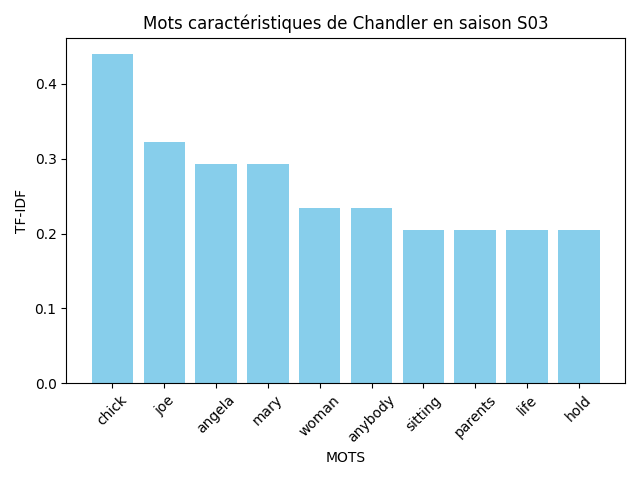 Mots caractéristiques de Chandler en saison S03
TF-IDF
0.4
0.3
0.2
0.1
0.0
chick
joe
angela
mary
woman
anybody
sitting
parents
life
hold
MOTS